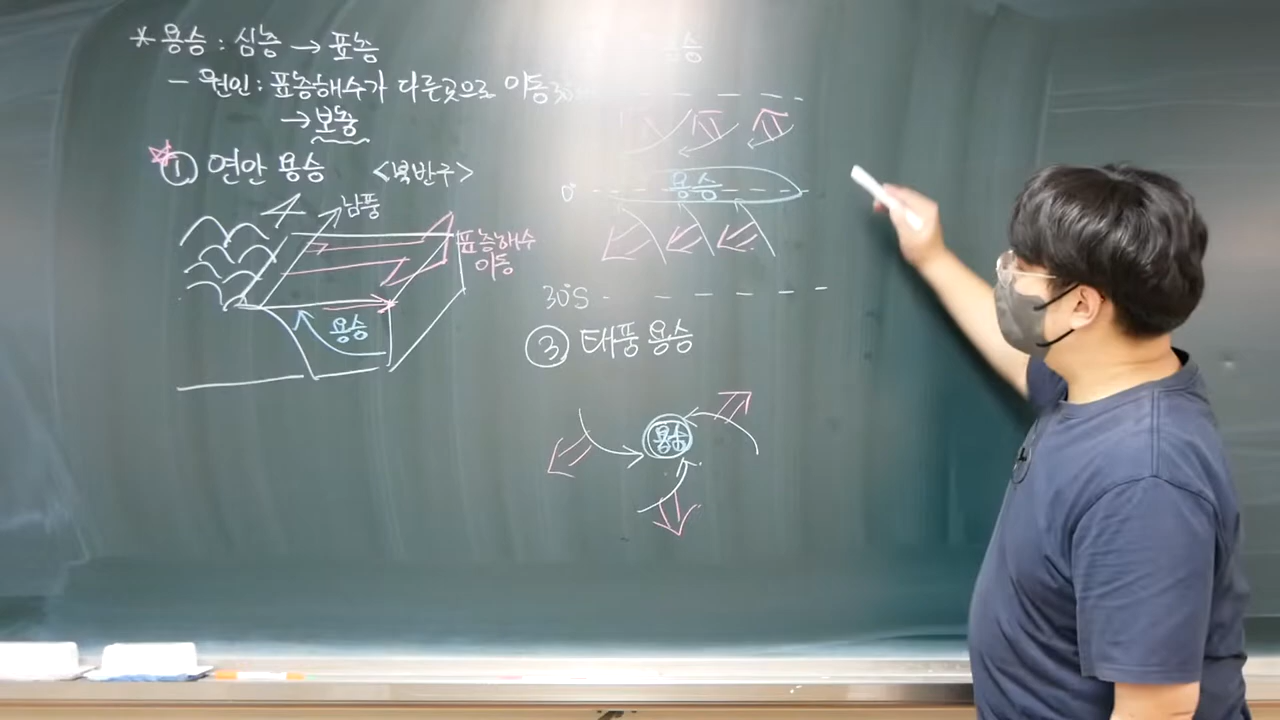 * 용승 : 심층 → 표층
- 원인 : 표층해수가 다른곳으로 이동
→ 보충
① 연안 용승 <북반구>
남풍
표층해수
이동
용승
승
0°
용승
30°S
③ 태풍 용승
용승